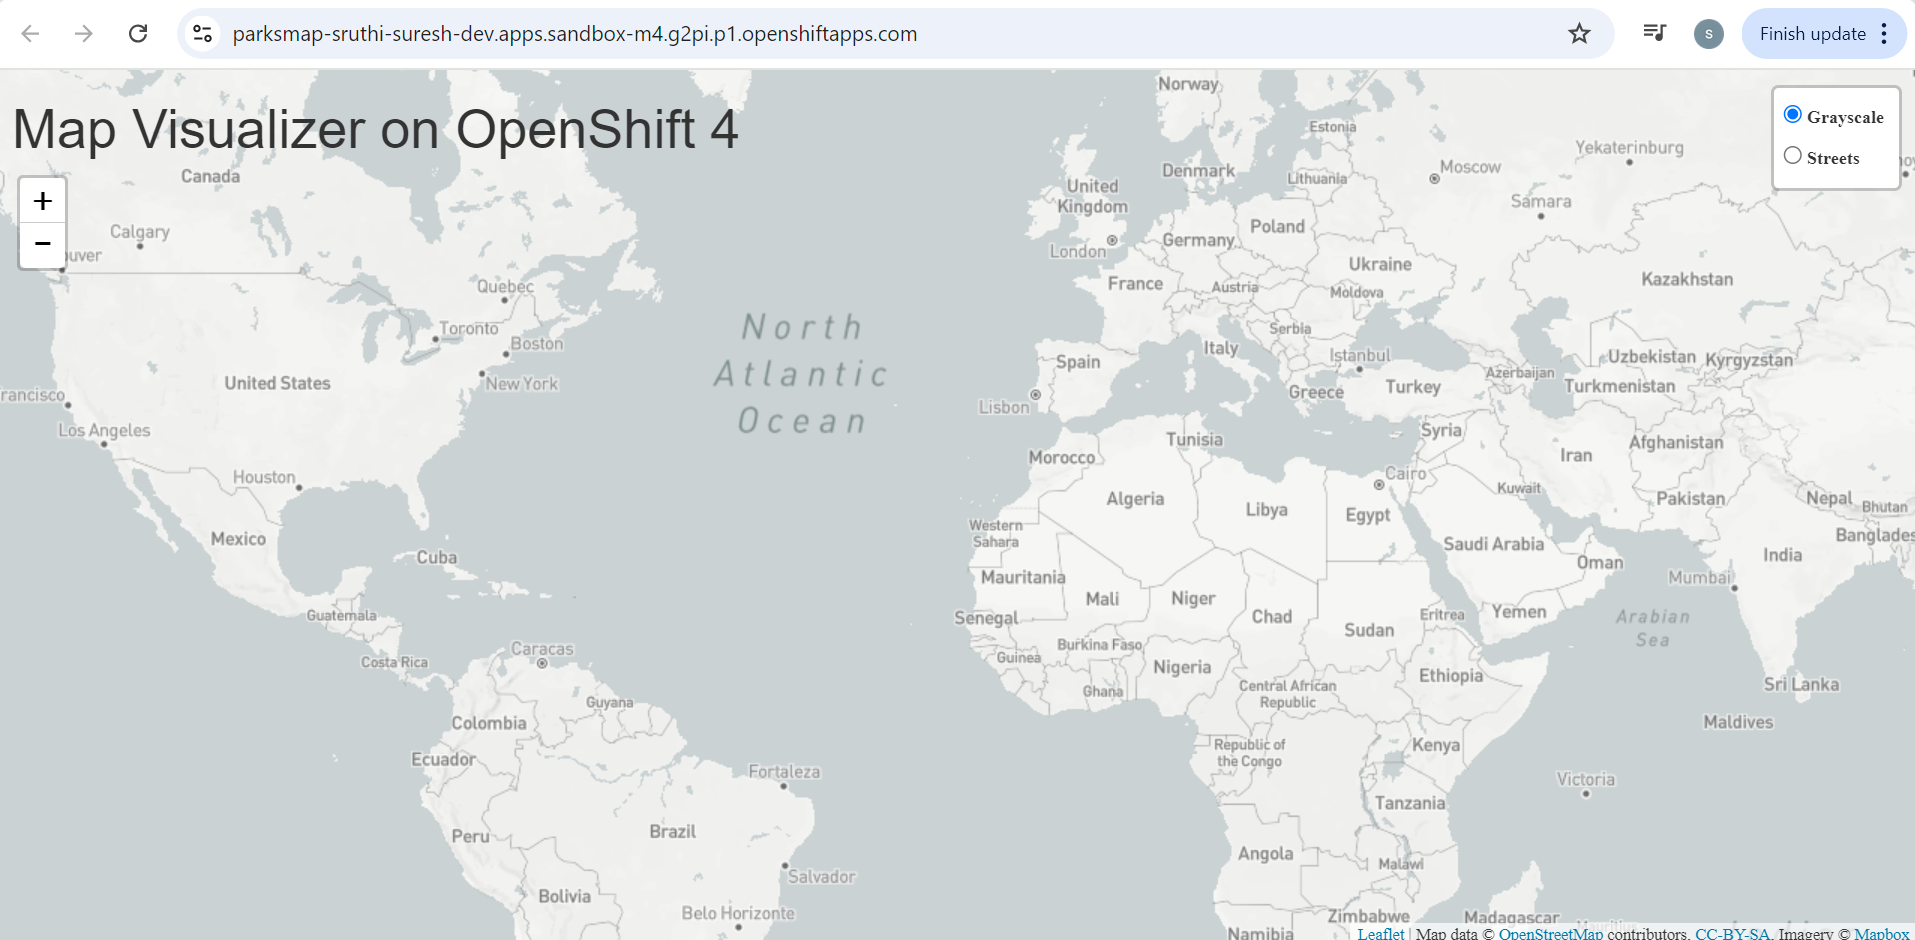 parksmap-sruthi-suresh-dev.apps.sandbox-m4.g2pi.p1.openshiftapps.com
S
Finish update
Map Visualizer on OpenShift 4
+
−
Grayscale
Streets
Norway
Estonia
Yekaterinburg
Moscow
Denmark
Lithuania
Canada
United
Kingdom
Samara
Calgary
Poland
Germany
London
ouver
Ukraine
Kazakhstan
France
Quebec
Austria
Moldova
Toronto
North
Atlantic
Ocean
Serbia
Boston
Italy
Istanbul
Uzbekistan
Kyrgyzstan
Spain
Azerbaijan
United States
New York
Greece
Turkey
Turkmenistan
rancisco
Lisbon
Los Angeles
Tunisia
Syria
Afghanistan
Morocco
Iran
Houston
Cairo
Kuwait
Algeria
Pakistan
Nepal
Bhutan
Libya
Egypt
Western
Sahara
Mexico
Saudi Arabia
Banglades
Cuba
India
Oman
Mauritania
Mumbai
Mali
Niger
Guatemala
Senegal
Chad
Eritrea
Yemen
Arabian
Sea
Sudan
Burkina Faso
Caracas
Guinea
Costa Rica
Nigeria
Ethiopia
Ghana
Central African
Republic
Sri Lanka
Guyana
Colombia
Maldives
Republic of
the Congo
Kenya
Ecuador
Fortaleza
Victoria
Tanzania
Peru
Brazil
Angola
Malawi
Salvador
Bolivia
Belo Horizonte
Zimbabwe
Madagascar
Namibia
Leaflet | Map data © OpenStreetMap contributors, CC-BY-SA, Imagery © Mapbox